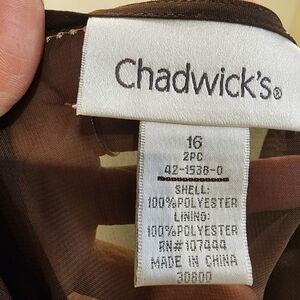 Chadwick's®
16
2PC
42-1538-0
SHELL:
100%POLYESTER
LINING:
100%POLYESTER
RN#107444
MADE IN CHINA
30800